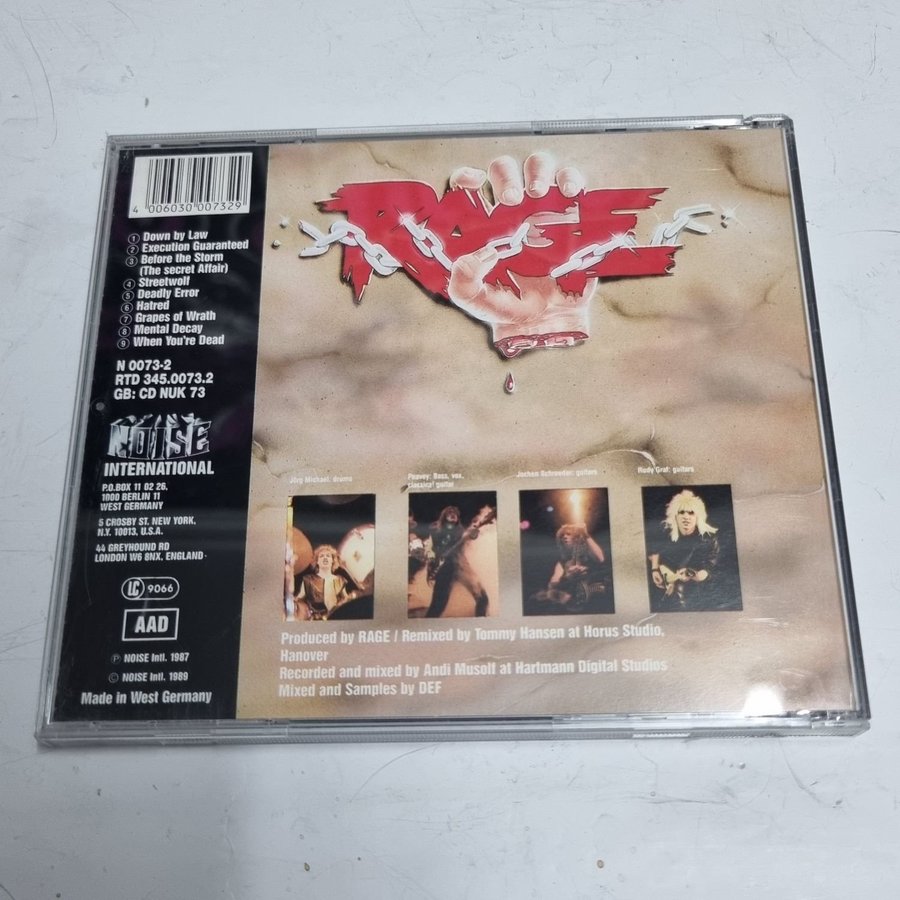 4 006030 007329
1 Down by Law
2 Execution Guaranteed
3 Before the Storm
(The secret Affair)
4 Streetwolf
5 Deadly Error
6 Hatred
7 Grapes of Wrath
8 Mental Decay
9 When You're Dead
N 0073-2
RTD 345.0073.2
GB: CD NUK 73
NOISE
INTERNATIONAL
P.O.BOX 11 02 26,
1000 BERLIN 11
WEST GERMANY
5 CROSBY ST. NEW YORK,
N.Y. 10013, U.S.A.
44 GREYHOUND RD
LONDON W6 8NX, ENGLAND
LC 9066
AAD
Ⓟ NOISE Intl. 1987
© NOISE Intl. 1989
Made in West Germany
RAGE
Jörg Michael: drums
Peavey: Bass, vox,
classical guitar
Jochen Schroeder: guitars
Rudy Graf: guitars
Produced by RAGE / Remixed by Tommy Hansen at Horus Studio,
Hanover
Recorded and mixed by Andi Musolf at Hartmann Digital Studios
Mixed and Samples by DEF